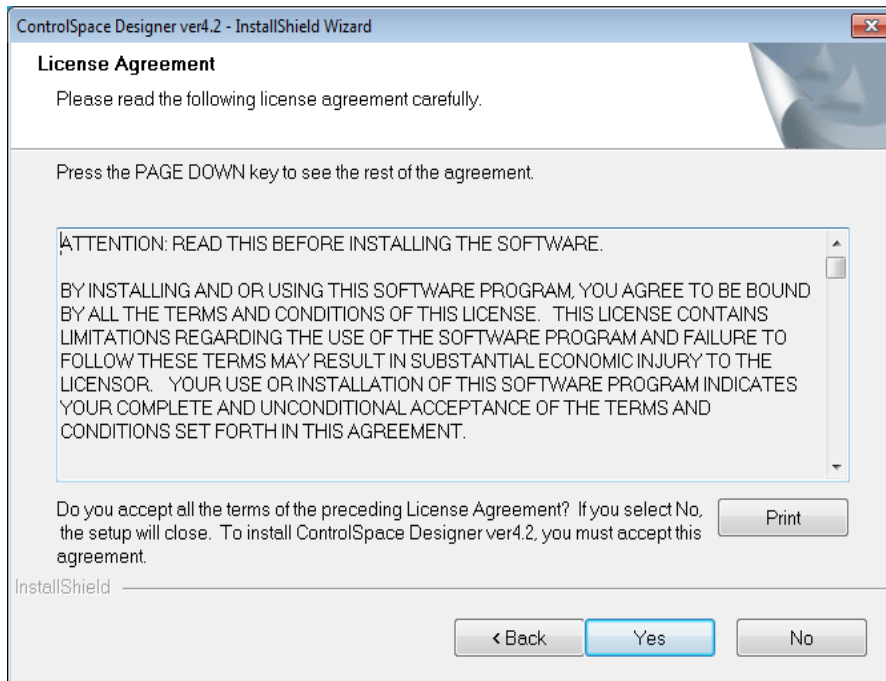 ControlSpace Designer ver4.2 - InstallShield Wizard
License Agreement
Please read the following license agreement carefully.
Press the PAGE DOWN key to see the rest of the agreement.
ATTENTION: READ THIS BEFORE INSTALLING THE SOFTWARE.
BY INSTALLING AND OR USING THIS SOFTWARE PROGRAM, YOU AGREE TO BE BOUND
BY ALL THE TERMS AND CONDITIONS OF THIS LICENSE.   THIS LICENSE CONTAINS
LIMITATIONS REGARDING THE USE OF THE SOFTWARE PROGRAM AND FAILURE TO
FOLLOW THESE TERMS MAY RESULT IN SUBSTANTIAL ECONOMIC INJURY TO THE
LICENSOR.   YOUR USE OR INSTALLATION OF THIS SOFTWARE PROGRAM INDICATES
YOUR COMPLETE AND UNCONDITIONAL ACCEPTANCE OF THE TERMS AND
CONDITIONS SET FORTH IN THIS AGREEMENT.
Do you accept all the terms of the preceding License Agreement?  If you select No,
the setup will close.  To install ControlSpace Designer ver4.2, you must accept this
agreement.
Print
InstallShield
< Back
Yes
No